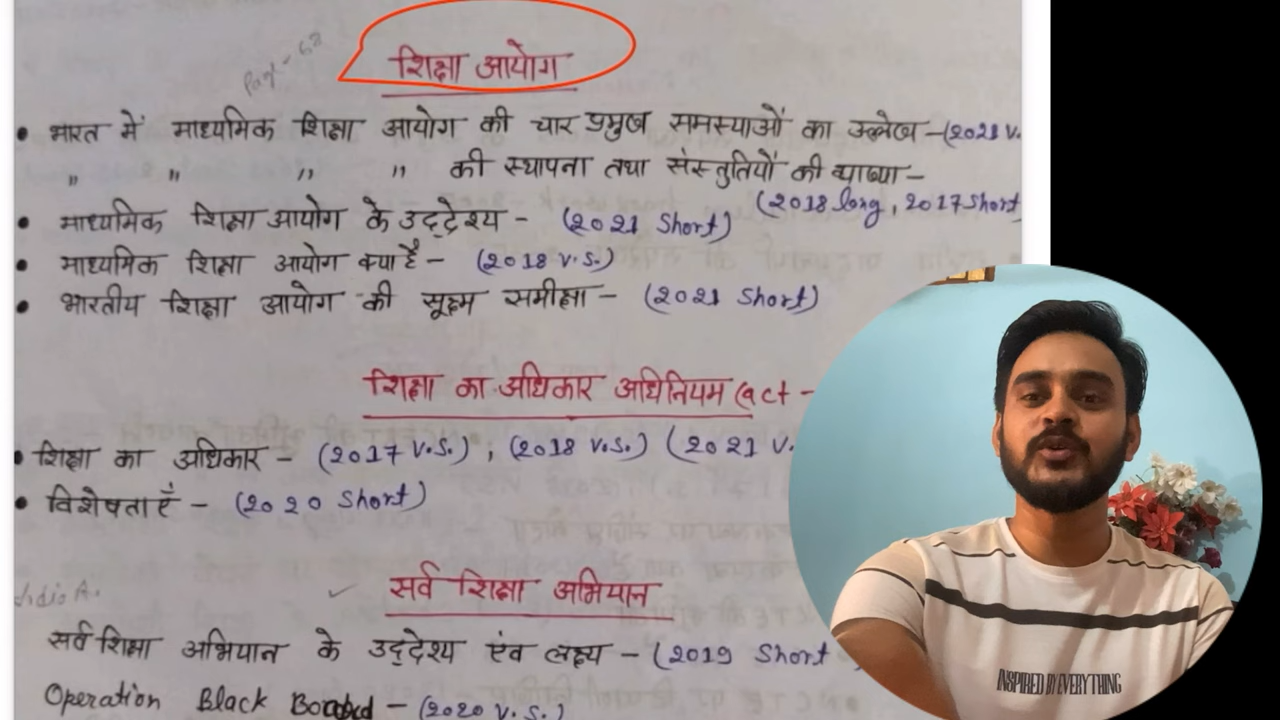 शिक्षा आयोग
• भारत में माध्यमिक शिक्षा आयोग की चार प्रमुख समस्याओं का उल्लेख - (2021 V.
" " " " की स्थापना तथा संस्तुतियों की व्याख्या -
(2018 long, 2017 Short
• माध्यमिक शिक्षा आयोग के उद्देश्य - (2021 Short)
• माध्यमिक शिक्षा आयोग क्या है - (2018 V.S.)
• भारतीय शिक्षा आयोग की सूक्ष्म समीक्षा - (2021 Short)
शिक्षा का अधिकार अधिनियम (act -
• शिक्षा का अधिकार - (2017 V.S.), (2018 V.S.) (2021 V.
• विशेषताएँ - (2020 Short)
सर्व शिक्षा अभियान
सर्व शिक्षा अभियान के उद्देश्य एंव लक्ष्य - (2019 Short
Operation Black - (2020 V.S.)
INSPIRED BY EVERYTHING